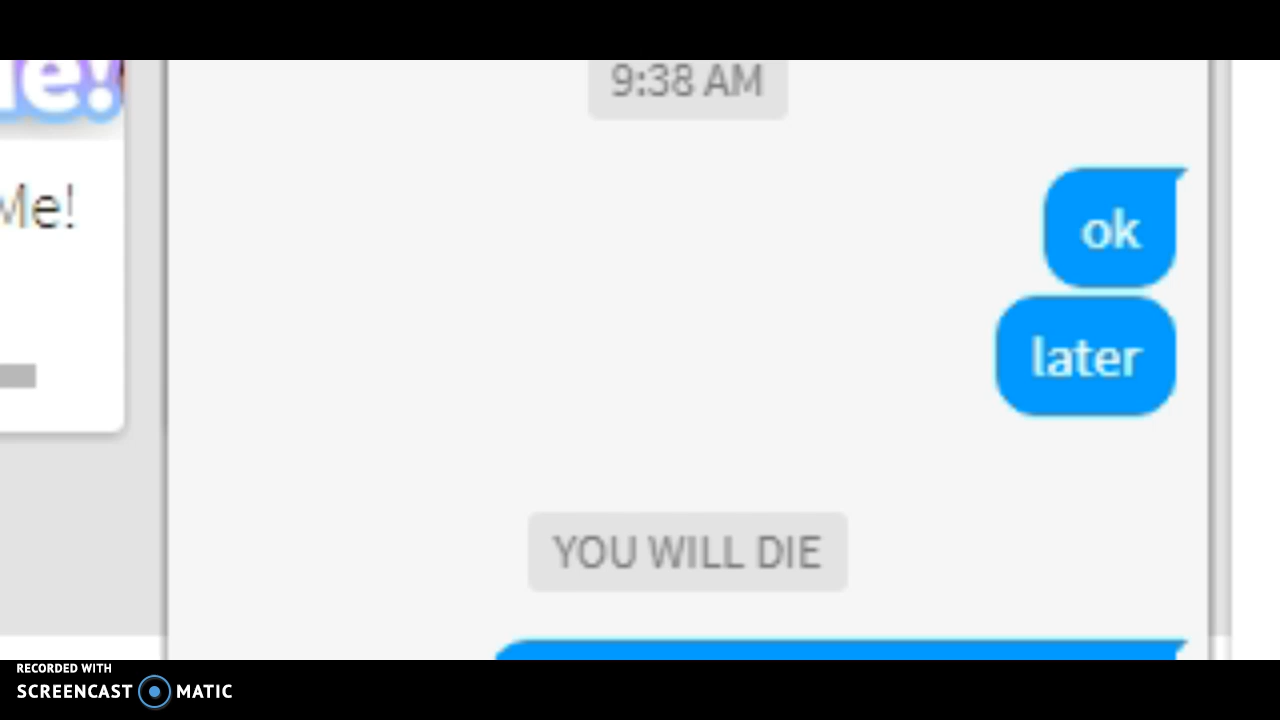 9:38 AM
e!
Me!
ok
later
YOU WILL DIE
RECORDED WITH
SCREENCAST MATIC